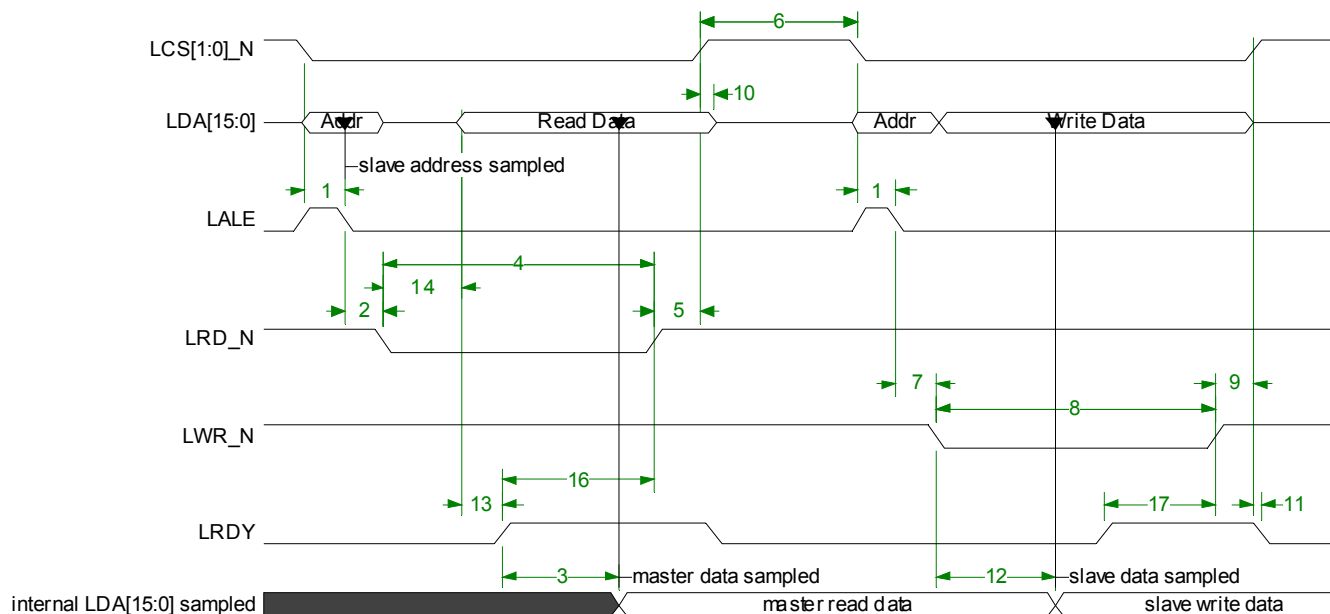 6
LCS[1:0]_N
10
LDA[15:0] Addr Read Data Addr Write Data
slave address sampled
1 1
LALE
4
14
2 5
LRD_N
7 9
8
LWR_N
16
13 17 11
LRDY
3 master data sampled 12 slave data sampled
internal LDA[15:0] sampled master read data slave write data